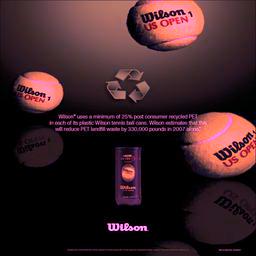 Wilson
US OPEN 1
Wilson 1
US OPEN
Wilson
US OPEN
Wilson® uses a minimum of 25% post consumer recycled PET
in each of its plastic Wilson tennis ball cans. Wilson estimates that this
will reduce PET landfill waste by 330,000 pounds in 2007 alone.
Wilson